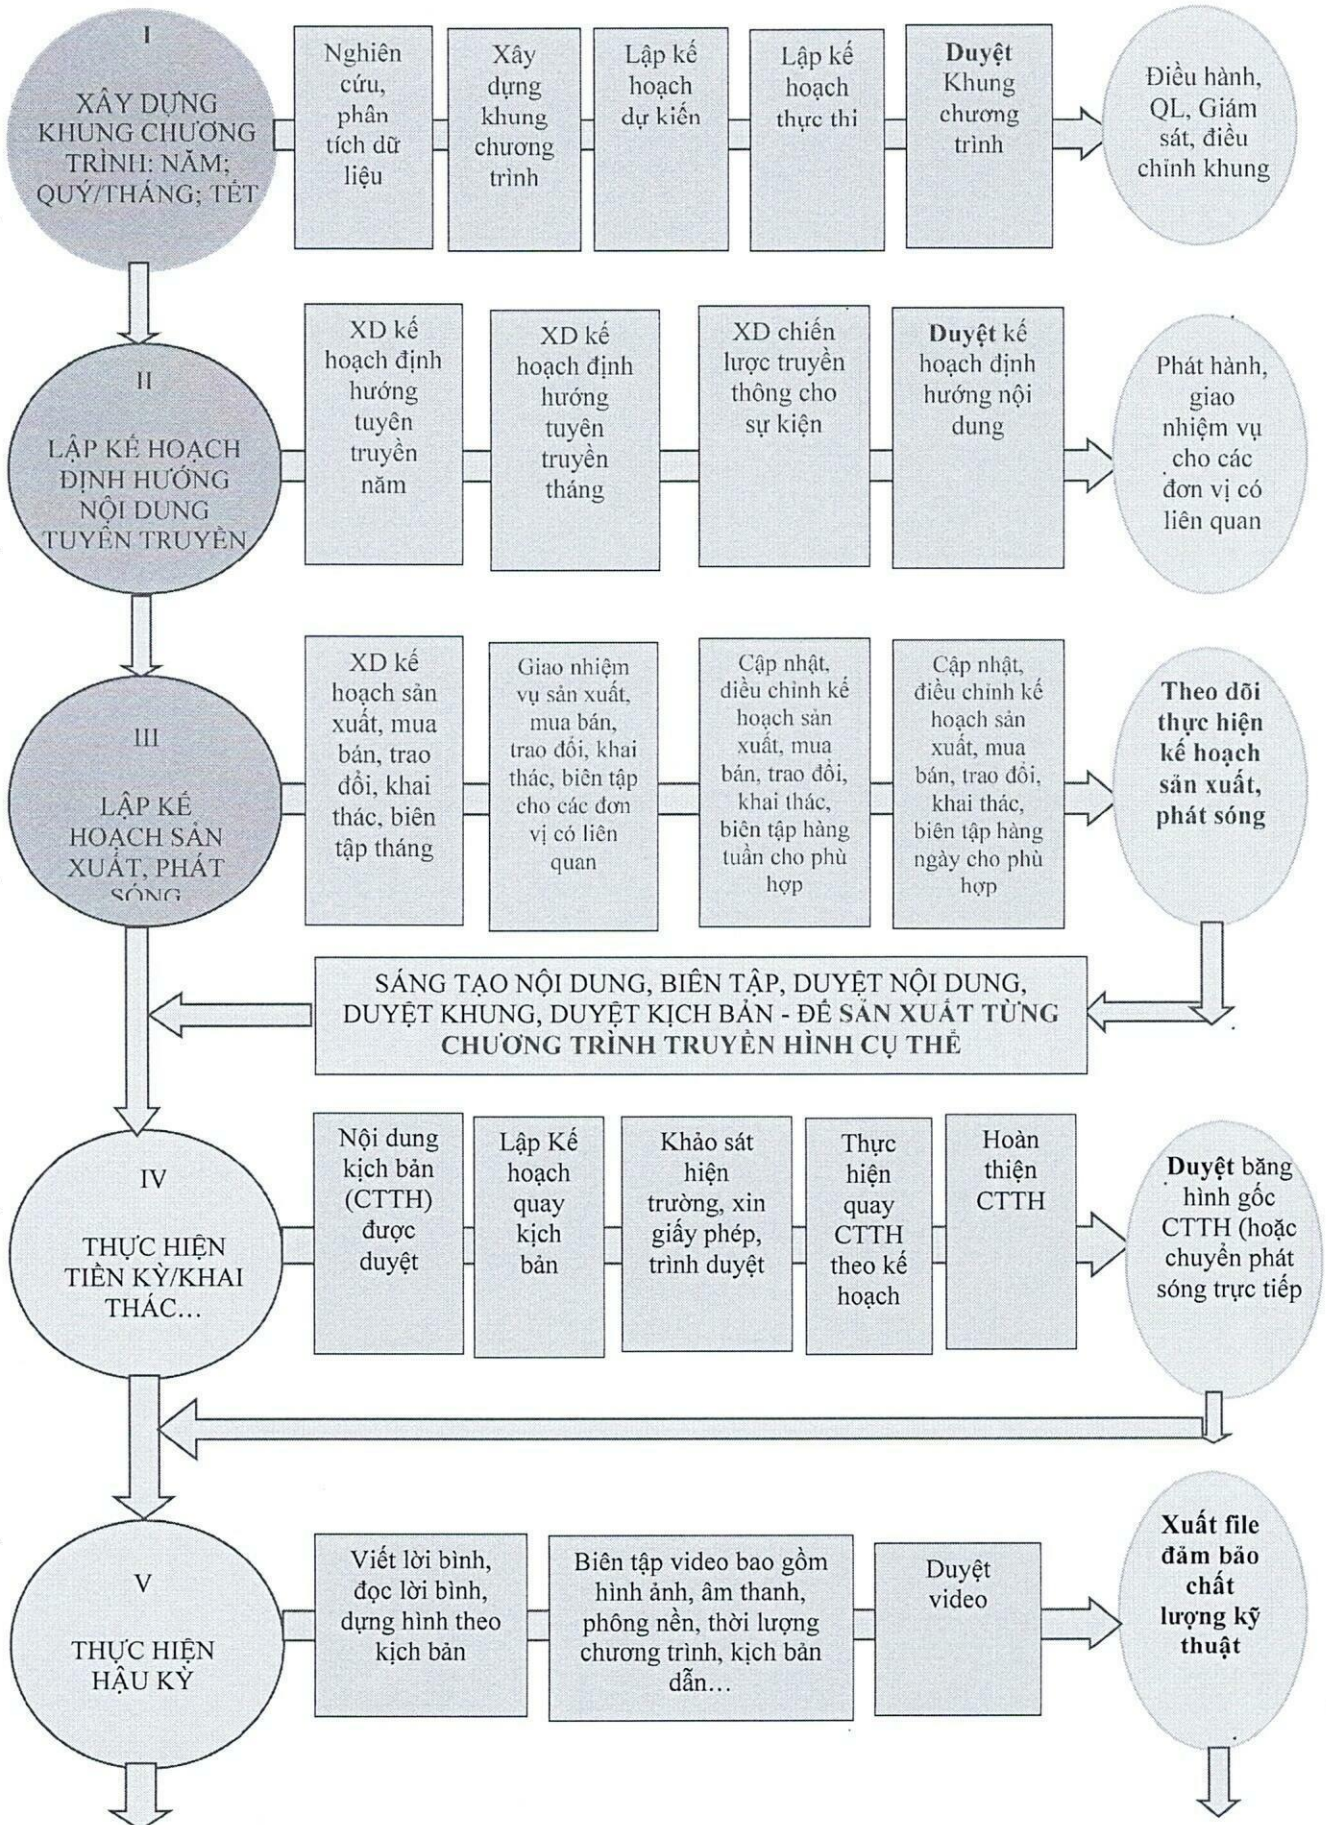 I
XÂY DỰNG
KHUNG CHƯƠNG
TRÌNH: NĂM;
QUÝ/THÁNG; TẾT
Nghiên
cứu,
phân
tích dữ
liệu
Xây
dựng
khung
chương
trình
Lập kế
hoạch
dự kiến
Lập kế
hoạch
thực thi
Duyệt
Khung
chương
trình
Điều hành,
QL, Giám
sát, điều
chỉnh khung
II
LẬP KẾ HOẠCH
ĐỊNH HƯỚNG
NỘI DUNG
TUYÊN TRUYỀN
XD kế
hoạch định
hướng
tuyên
truyền
năm
XD kế
hoạch định
hướng
tuyên
truyền
tháng
XD chiến
lược truyền
thông cho
sự kiện
Duyệt kế
hoạch định
hướng nội
dung
Phát hành,
giao
nhiệm vụ
cho các
đơn vị có
liên quan
III
LẬP KẾ
HOẠCH SẢN
XUẤT, PHÁT
SÓNG
XD kế
hoạch sản
xuất, mua
bán, trao
đổi, khai
thác, biên
tập tháng
Giao nhiệm
vụ sản xuất,
mua bán,
trao đổi, khai
thác, biên tập
cho các đơn
vị có liên
quan
Cập nhật,
điều chỉnh kế
hoạch sản
xuất, mua
bán, trao đổi,
khai thác,
biên tập hàng
tuần cho phù
hợp
Cập nhật,
điều chỉnh kế
hoạch sản
xuất, mua
bán, trao đổi,
khai thác,
biên tập hàng
ngày cho phù
hợp
Theo dõi
thực hiện
kế hoạch
sản xuất,
phát sóng
SÁNG TẠO NỘI DUNG, BIÊN TẬP, DUYỆT NỘI DUNG,
DUYỆT KHUNG, DUYỆT KỊCH BẢN - ĐỂ SẢN XUẤT TỪNG
CHƯƠNG TRÌNH TRUYỀN HÌNH CỤ THỂ
IV
THỰC HIỆN
TIỀN KỲ/KHAI
THÁC...
Nội dung
kịch bản
(CTTH)
được
duyệt
Lập Kế
hoạch
quay
kịch
bản
Khảo sát
hiện
trường, xin
giấy phép,
trình duyệt
Thực
hiện
quay
CTTH
theo kế
hoạch
Hoàn
thiện
CTTH
Duyệt băng
hình gốc
CTTH (hoặc
chuyển phát
sóng trực tiếp
V
THỰC HIỆN
HẬU KỲ
Viết lời bình,
đọc lời bình,
dựng hình theo
kịch bản
Biên tập video bao gồm
hình ảnh, âm thanh,
phông nền, thời lượng
chương trình, kịch bản
dẫn...
Duyệt
video
Xuất file
đảm bảo
chất
lượng kỹ
thuật